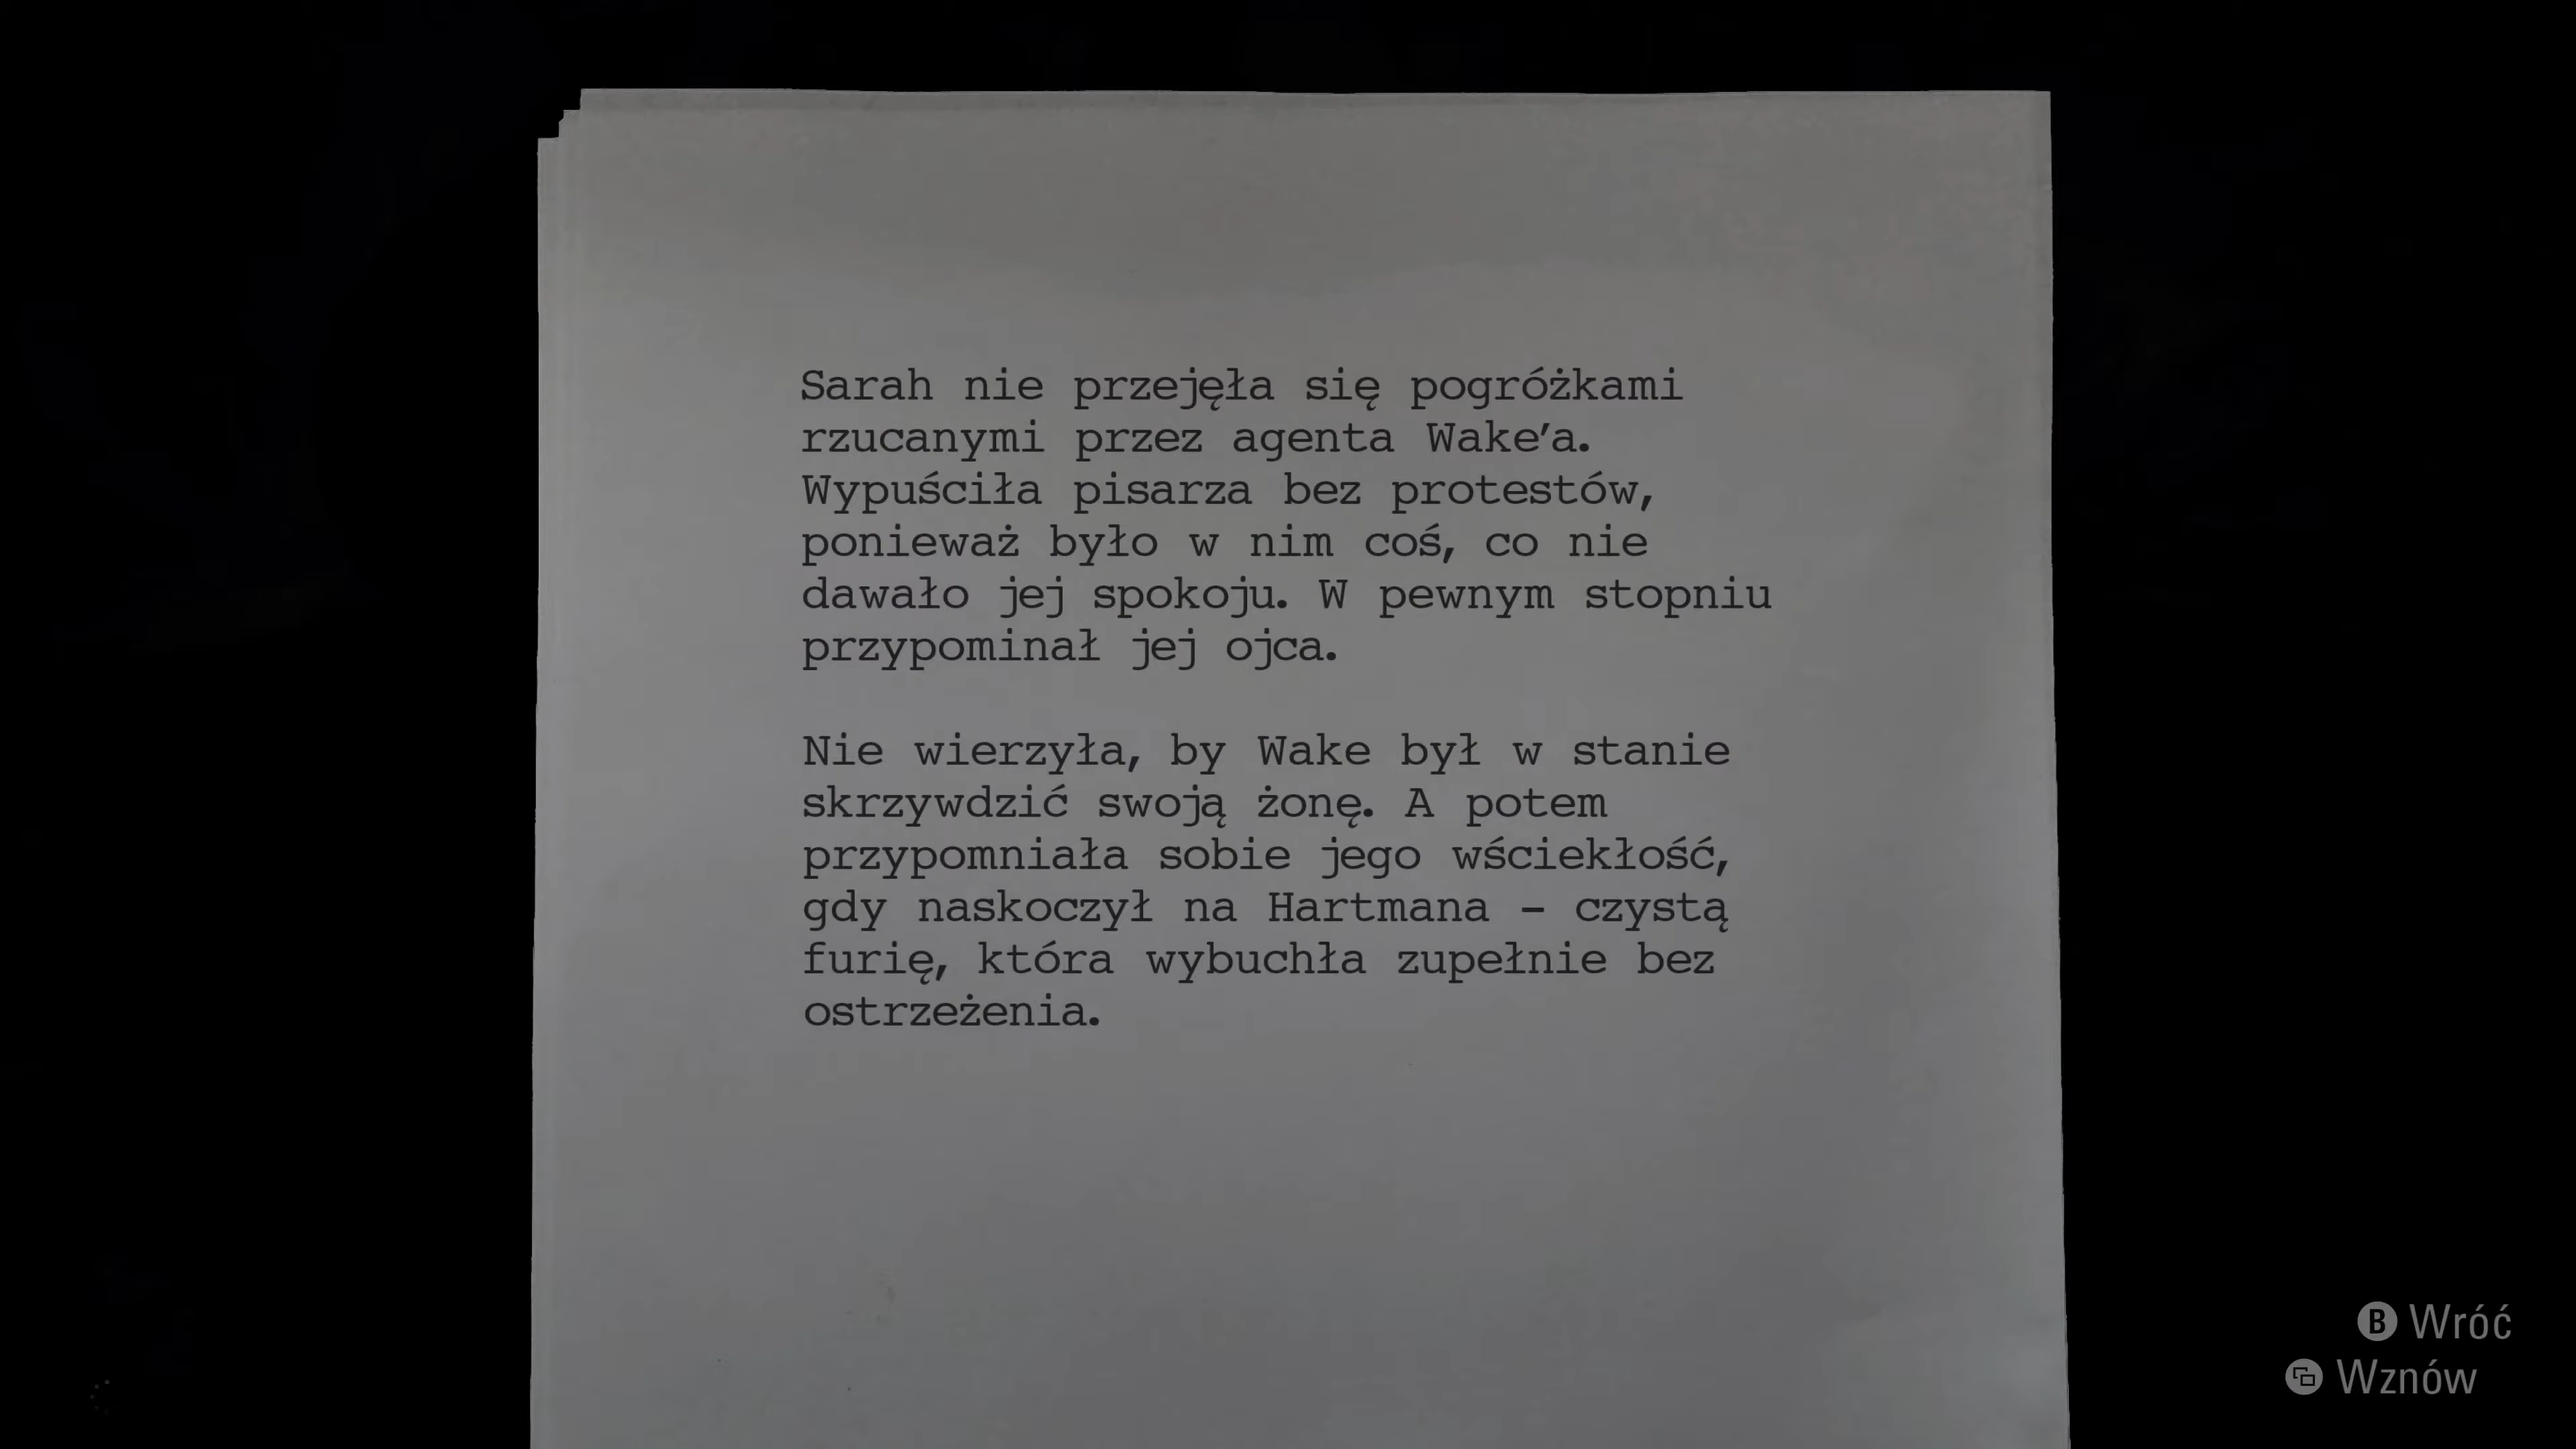 Sarah nie przejęła się pogróżkami
rzucanymi przez agenta Wake'a.
Wypuściła pisarza bez protestów,
ponieważ było w nim coś, co nie
dawało jej spokoju. W pewnym stopniu
przypominał jej ojca.
Nie wierzyła, by Wake był w stanie
skrzywdzić swoją żonę. A potem
przypomniała sobie jego wściekłość,
gdy naskoczył na Hartmana – czystą
furię, która wybuchła zupełnie bez
ostrzeżenia.
B Wróć
Wznów